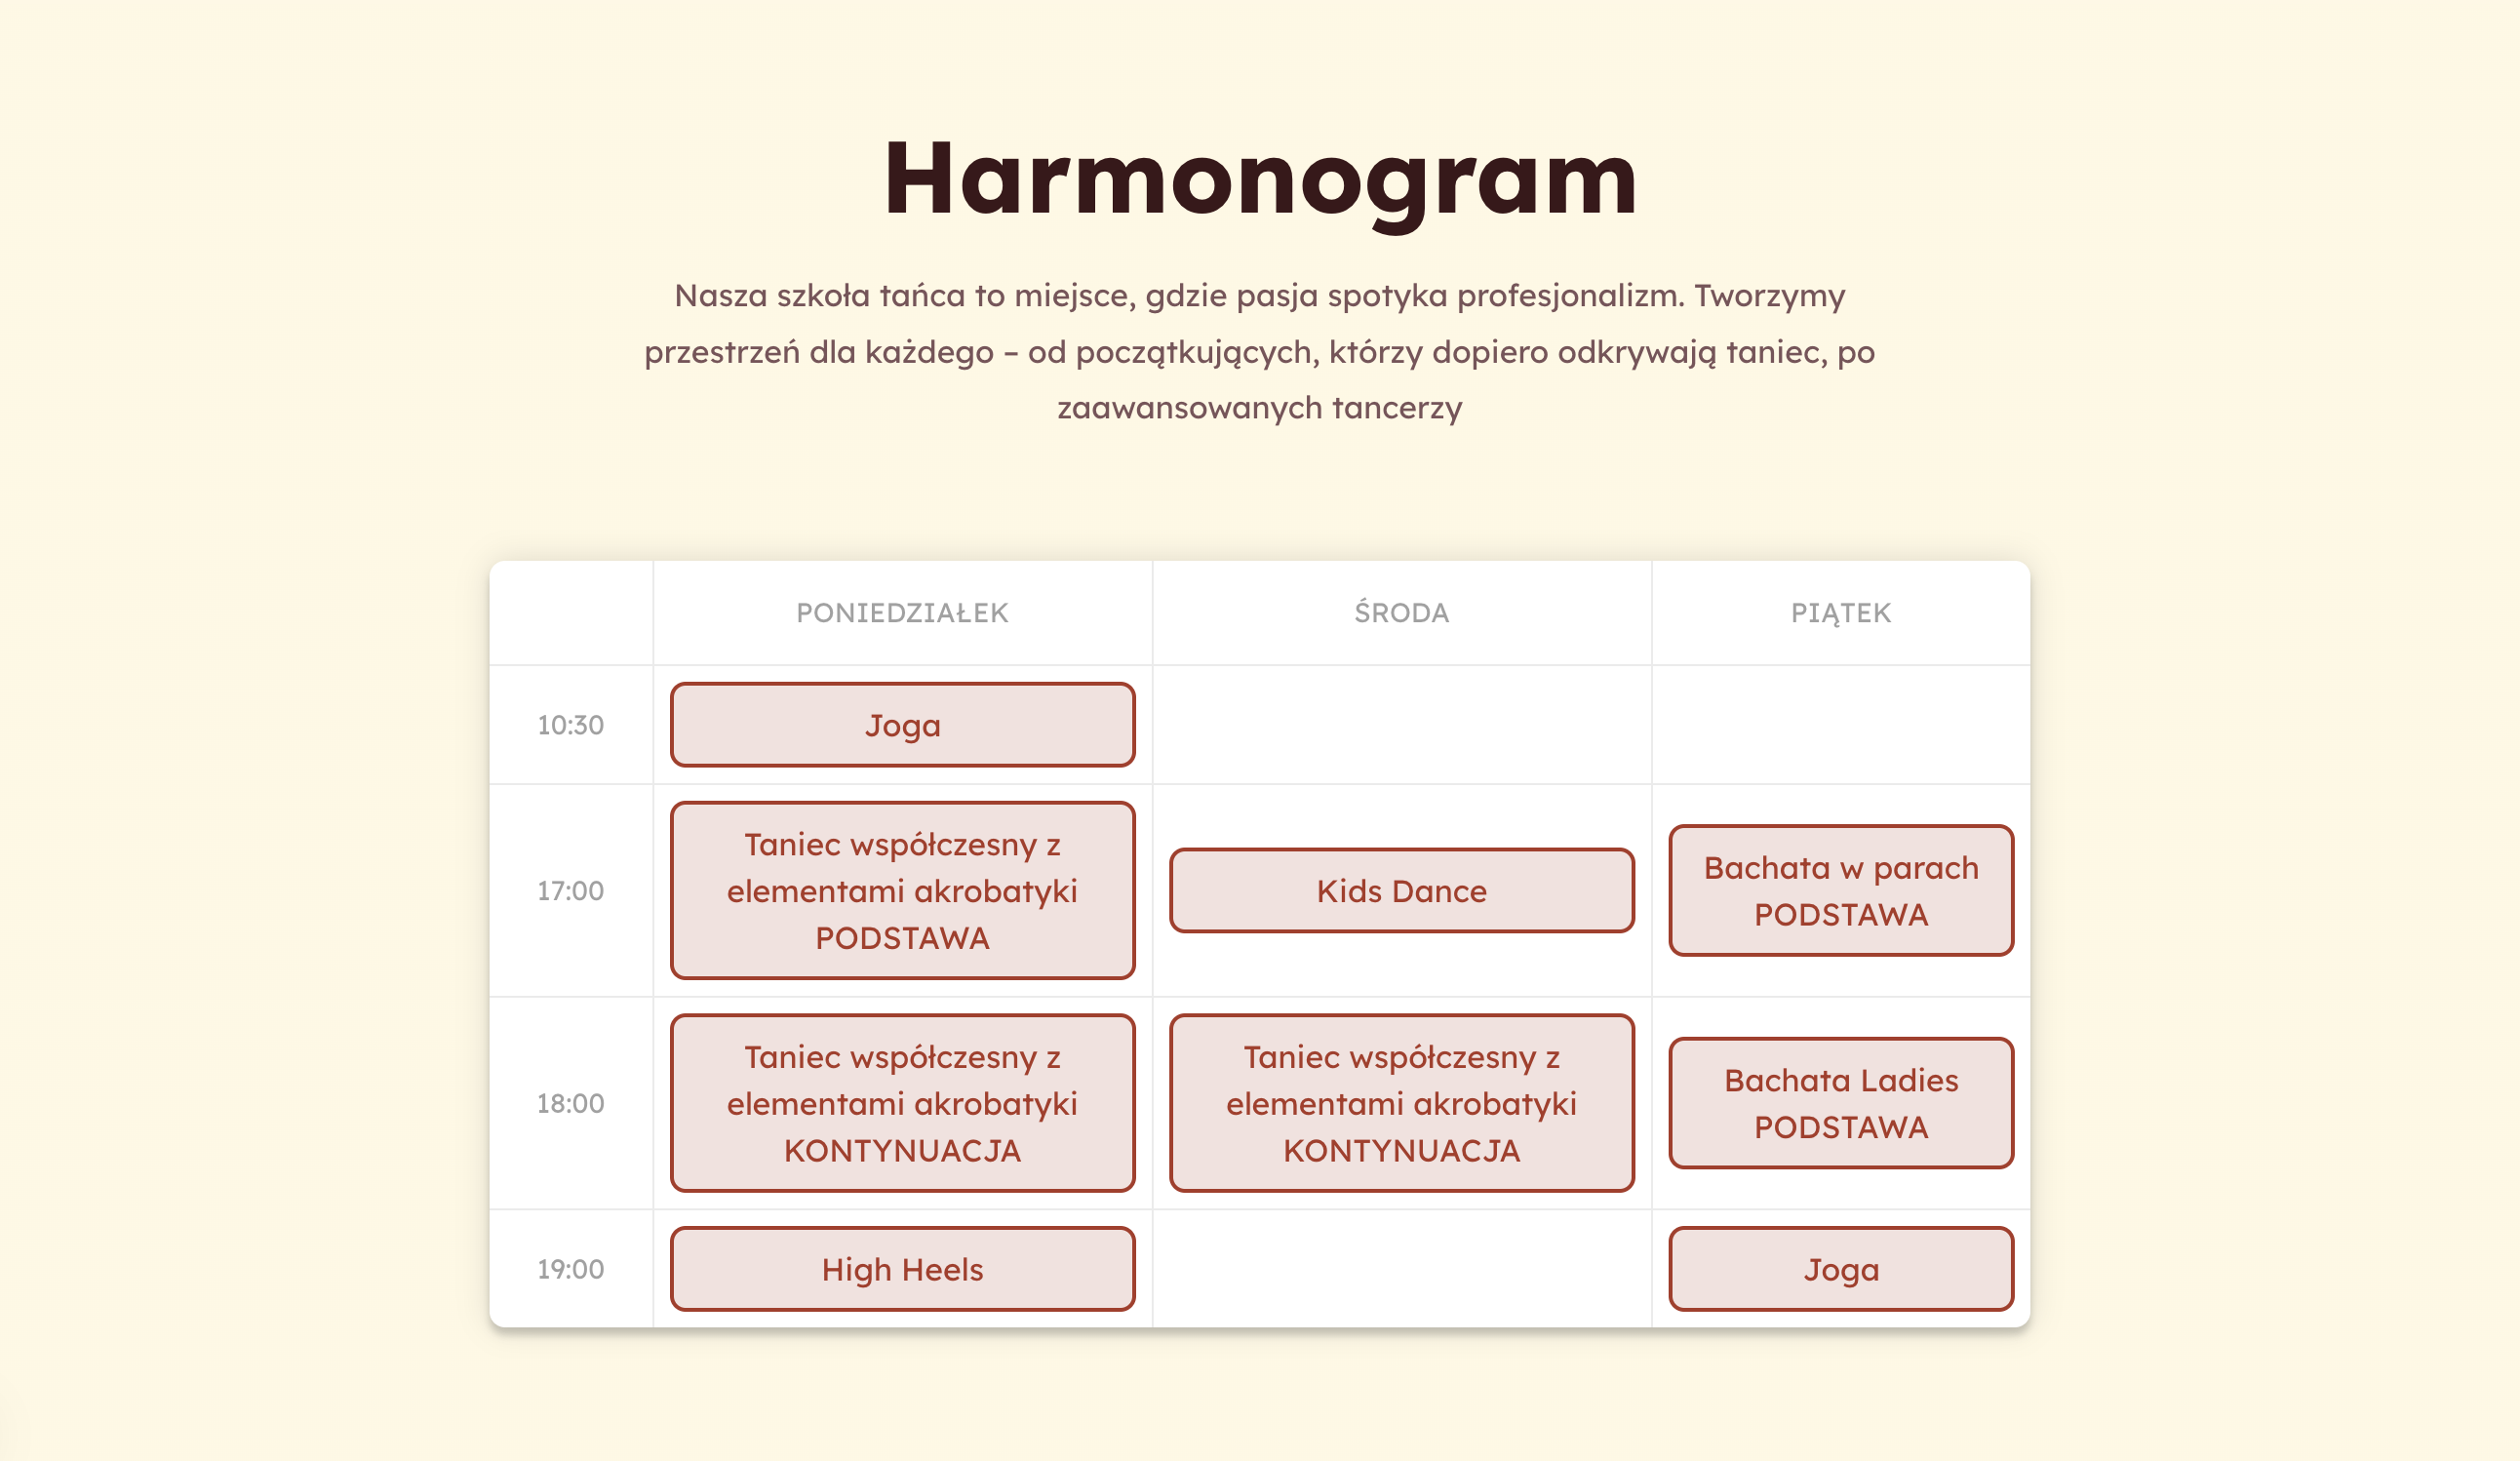 Harmonogram
Nasza szkoła tańca to miejsce, gdzie pasja spotyka profesjonalizm. Tworzymy
przestrzeń dla każdego – od początkujących, którzy dopiero odkrywają taniec, po
zaawansowanych tancerzy
PONIEDZIAŁEK ŚRODA PIĄTEK
10:30 Joga
17:00
Taniec współczesny z
elementami akrobatyki
PODSTAWA
Kids Dance
Bachata w parach
PODSTAWA
18:00
Taniec współczesny z
elementami akrobatyki
KONTYNUACJA
Taniec współczesny z
elementami akrobatyki
KONTYNUACJA
Bachata Ladies
PODSTAWA
19:00 High Heels Joga